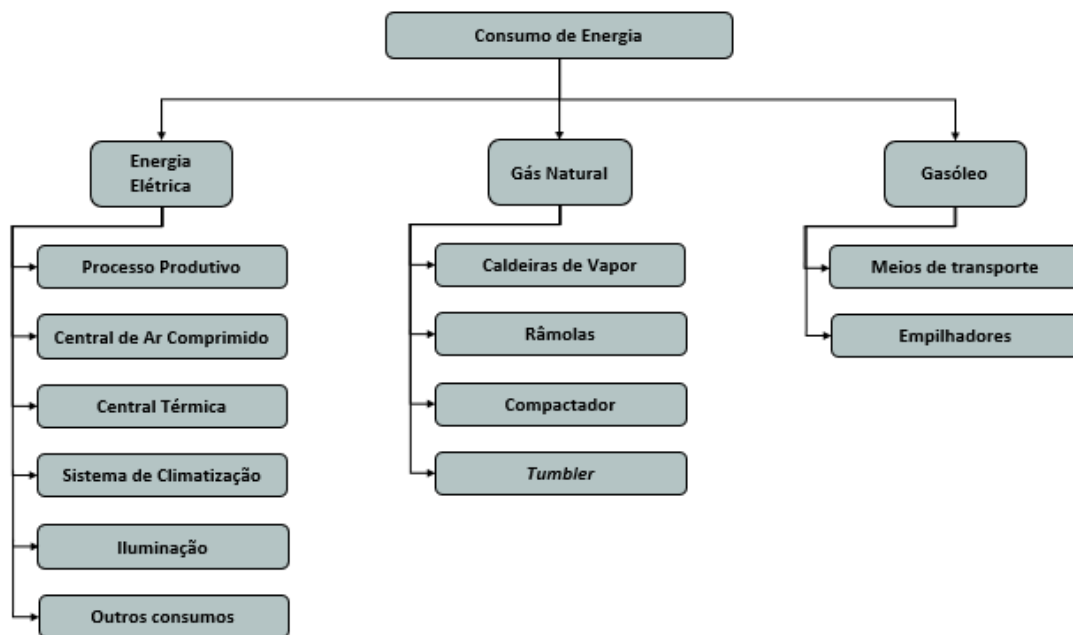 Consumo de Energia
Energia
Elétrica
Gás Natural
Gasóleo
Processo Produtivo
Central de Ar Comprimido
Central Térmica
Sistema de Climatização
Iluminação
Outros consumos
Caldeiras de Vapor
Râmolas
Compactador
Tumbler
Meios de transporte
Empilhadores